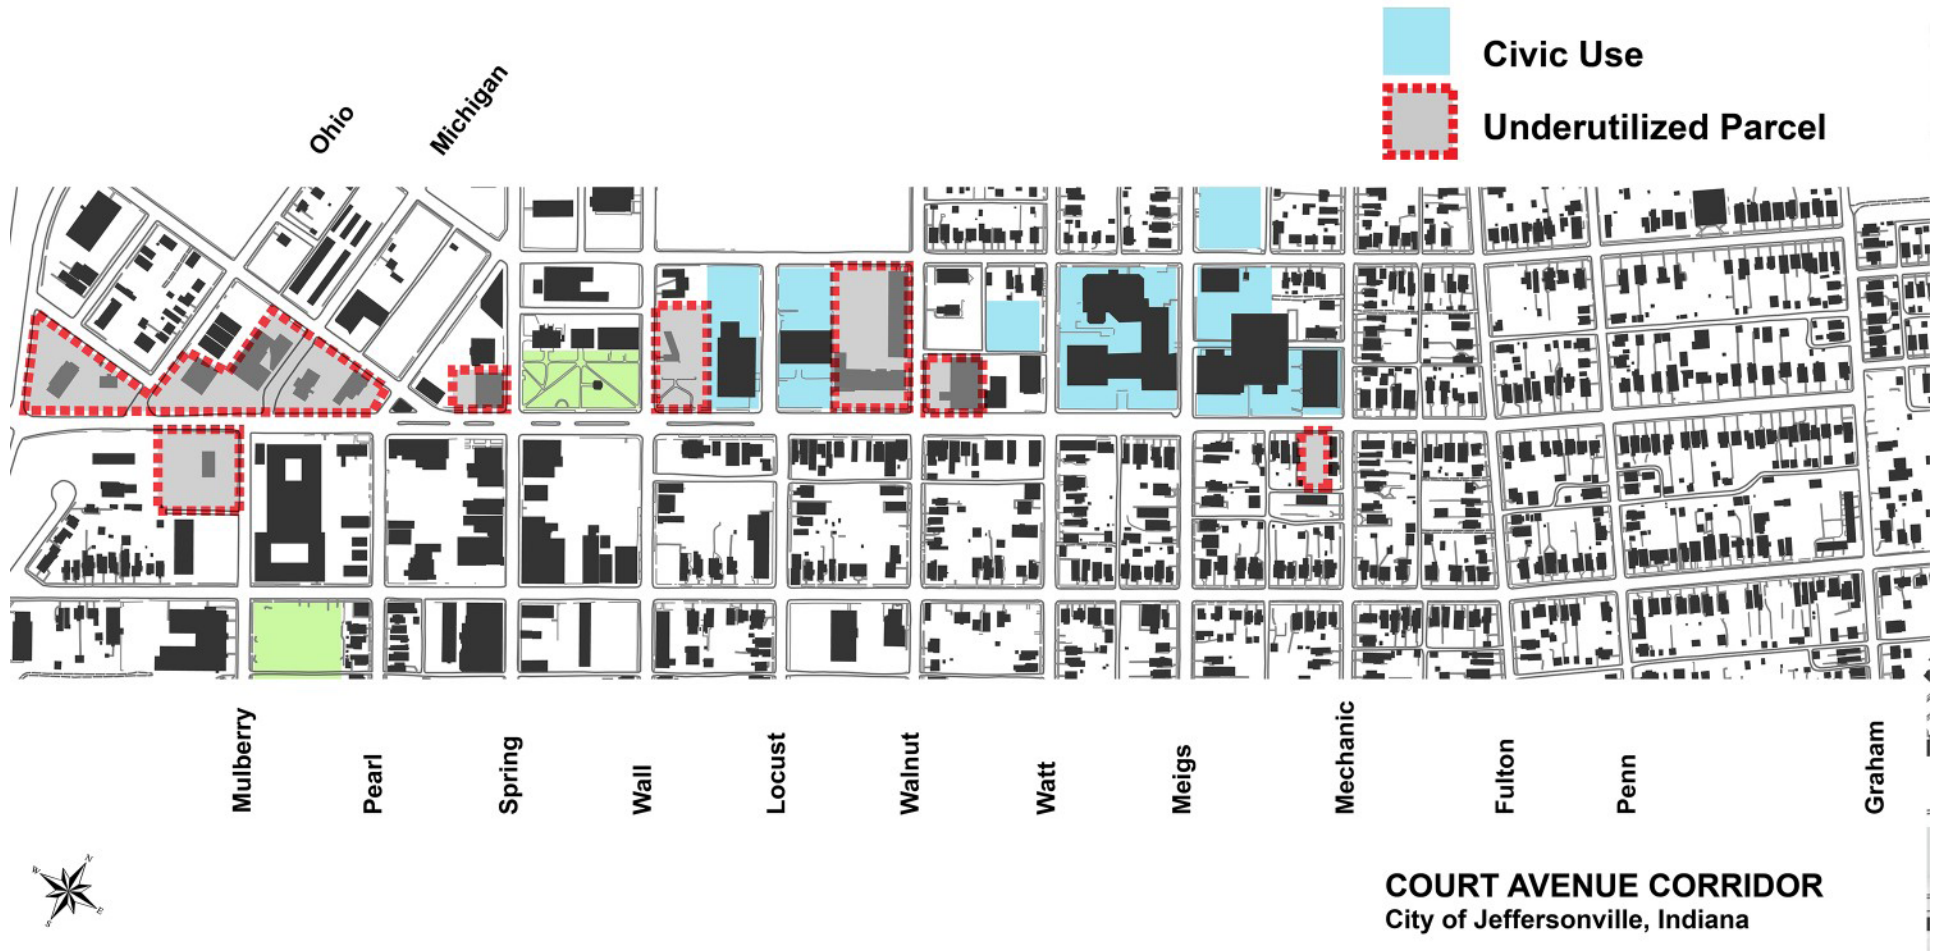 Civic Use
Underutilized Parcel
Ohio
Michigan
Mulberry
Pearl
Spring
Wall
Locust
Walnut
Watt
Meigs
Mechanic
Fulton
Penn
Graham
N
W
E
S
COURT AVENUE CORRIDOR
City of Jeffersonville, Indiana